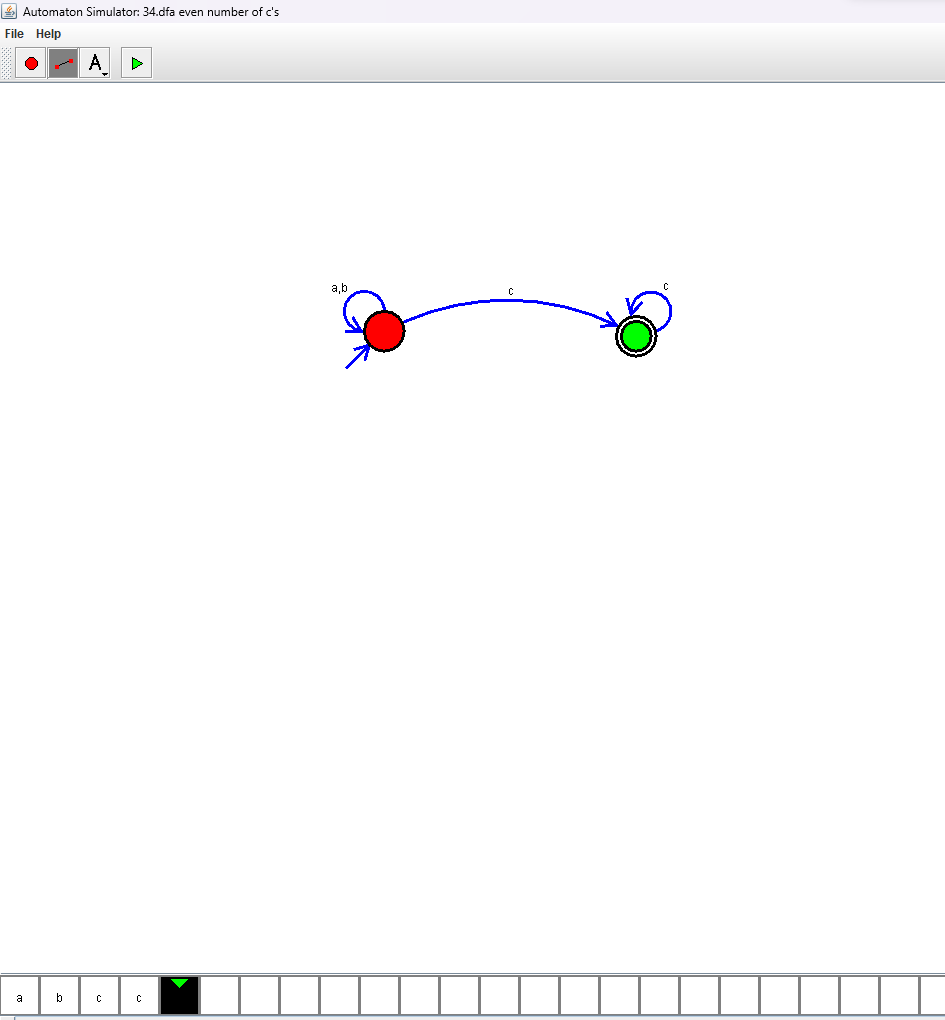 Automaton Simulator: 34.dfa even number of c's
File Help
A
a,b
c
c
a b c c